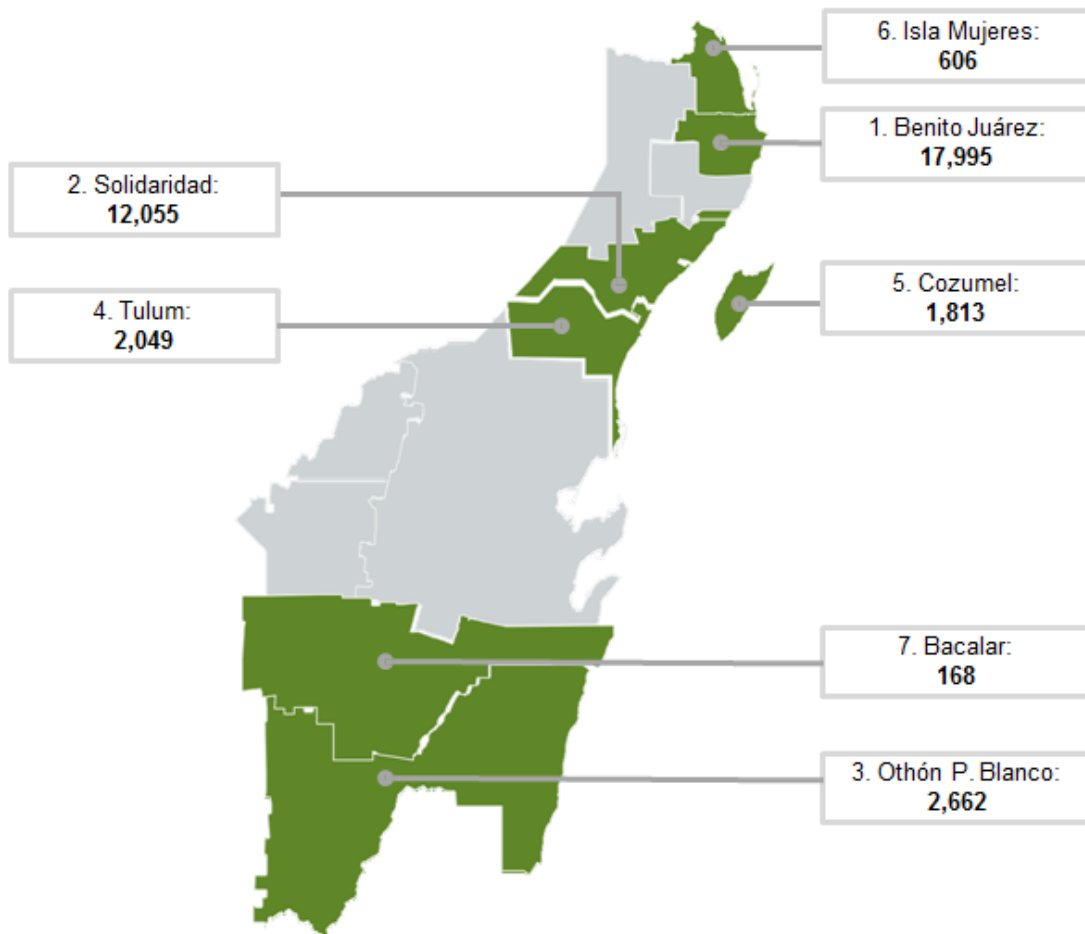 6. Isla Mujeres:
606
1. Benito Juárez:
17,995
2. Solidaridad:
12,055
5. Cozumel:
1,813
4. Tulum:
2,049
7. Bacalar:
168
3. Othón P. Blanco:
2,662